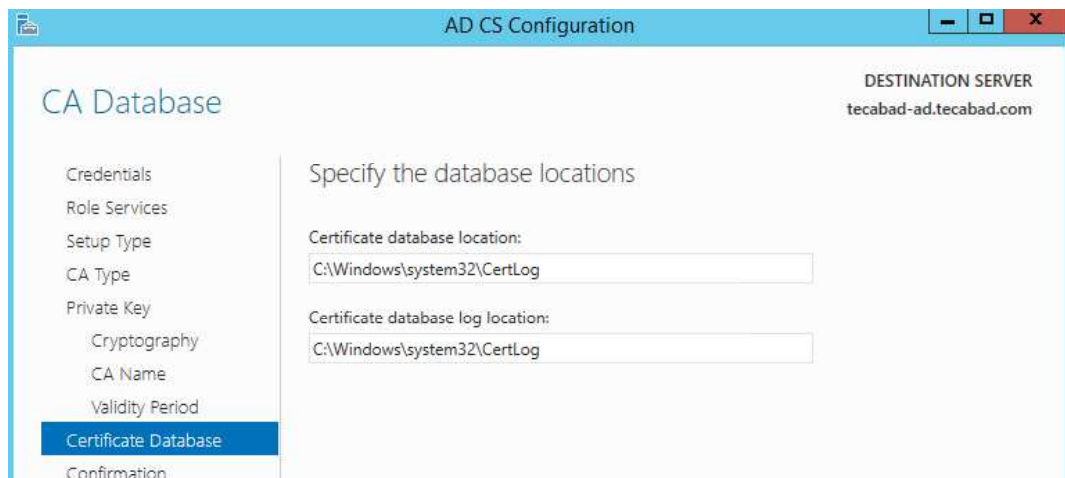 AD CS Configuration
CA Database
DESTINATION SERVER
tecabad-ad.tecabad.com
Credentials
Role Services
Setup Type
CA Type
Private Key
Cryptography
CA Name
Validity Period
Certificate Database
Confirmation
Specify the database locations
Certificate database location:
C:\Windows\system32\CertLog
Certificate database log location:
C:\Windows\system32\CertLog